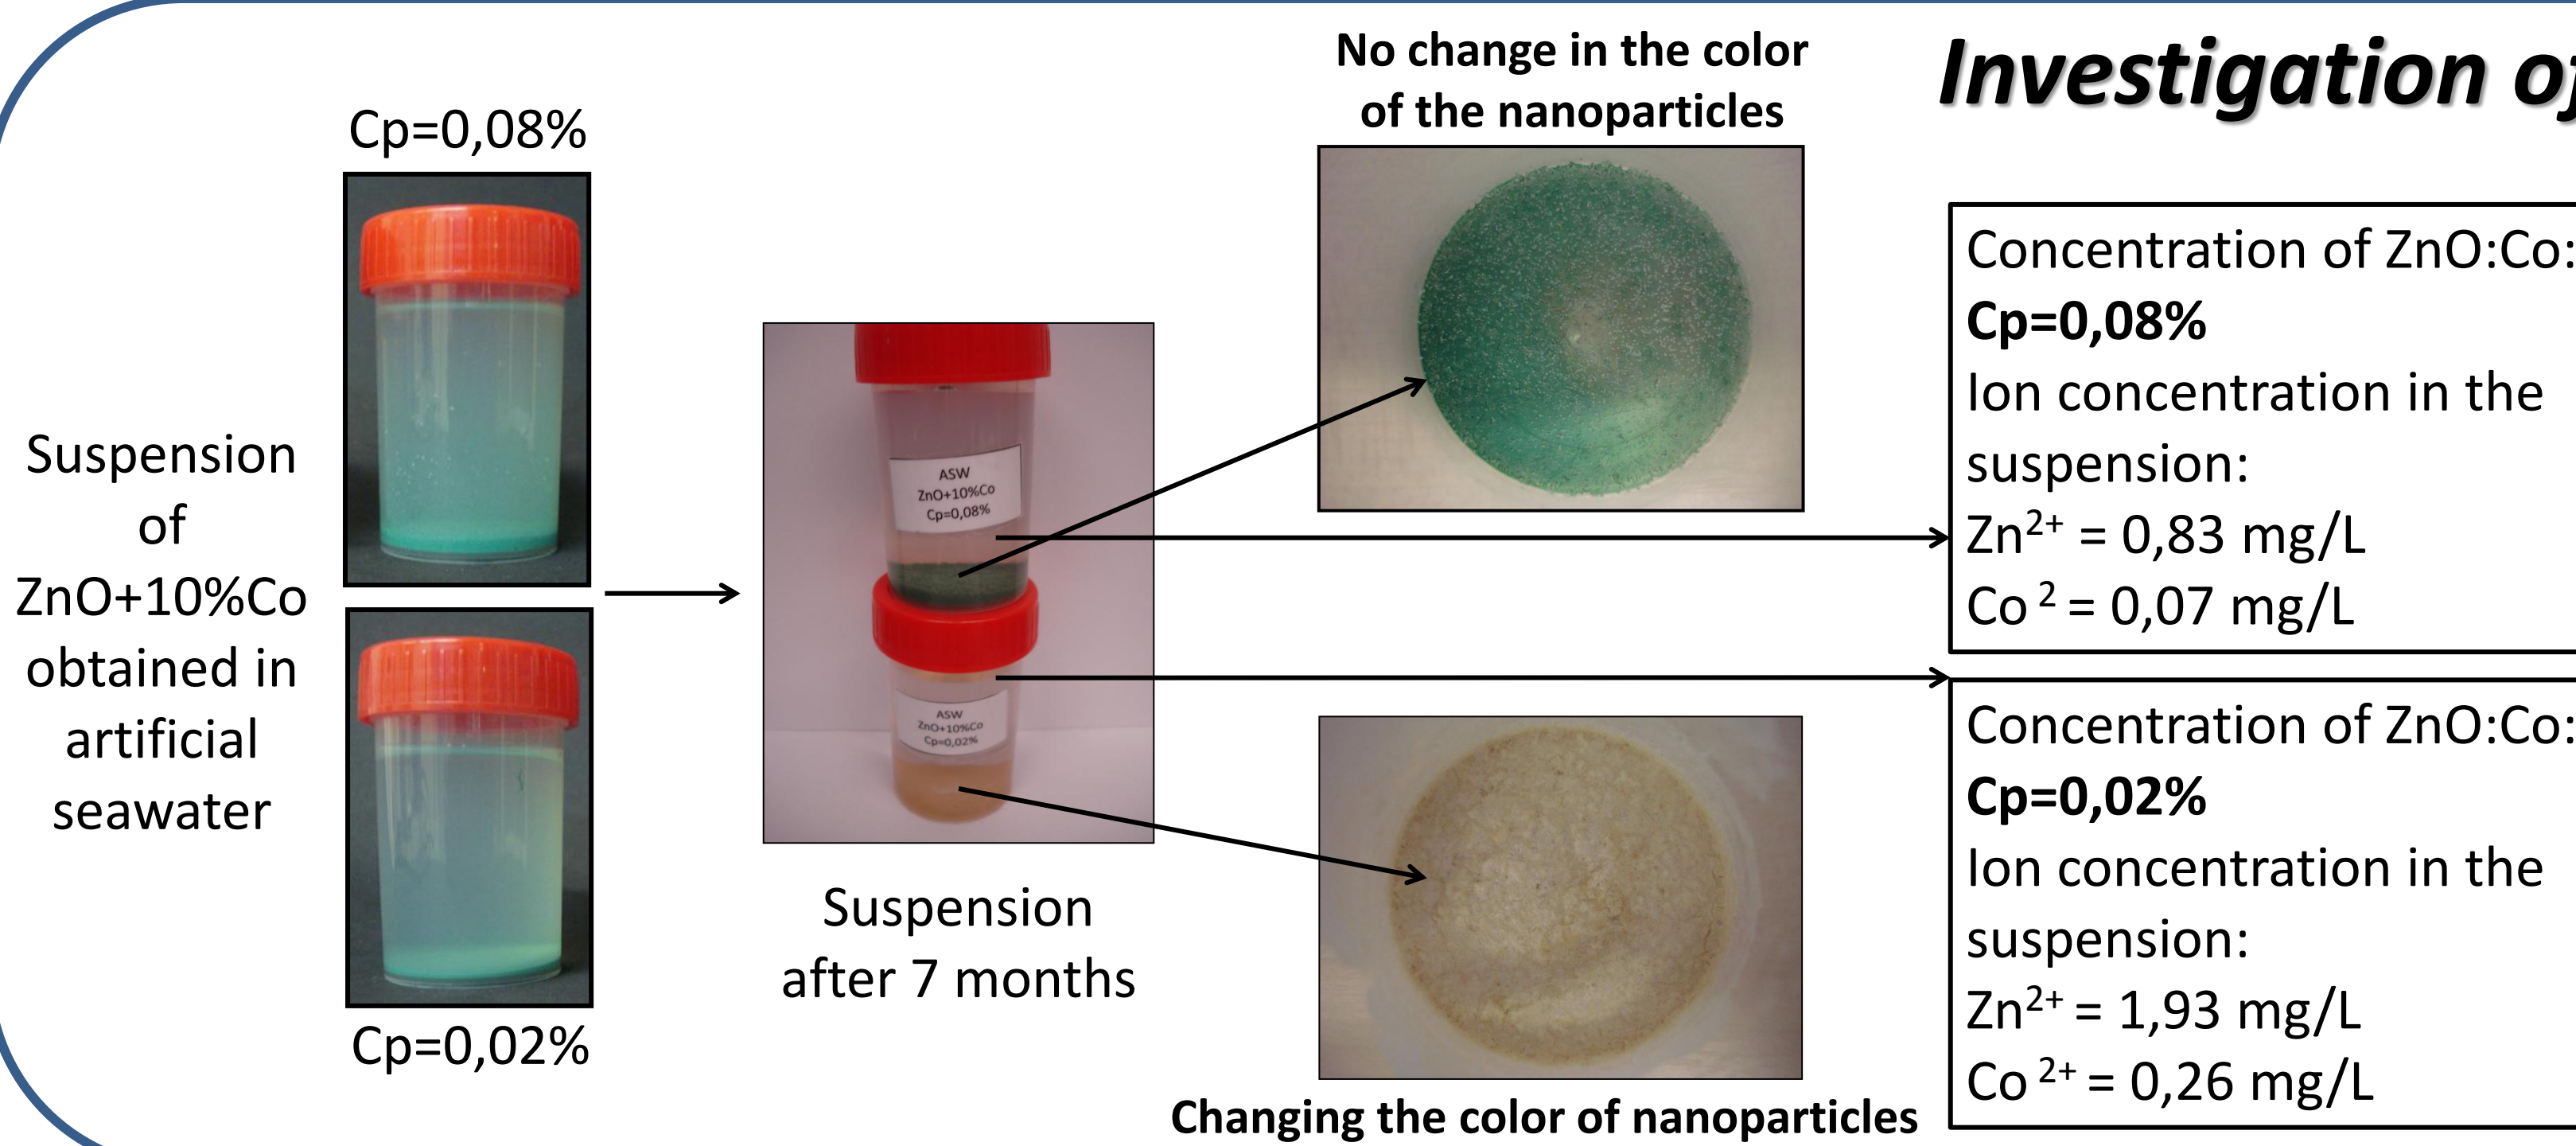 No change in the color
of the nanoparticles
Investigation of
Cp=0,08%
Suspension
of
ZnO+10%Co
obtained in
artificial
seawater
Cp=0,02%
ASW
ZnO+10%Co
Cp=0,08%
ASW
ZnO+10%Co
Cp=0,02%
Suspension
after 7 months
Changing the color of nanoparticles
Concentration of ZnO:Co:
Cp=0,08%
Ion concentration in the
suspension:
Zn²⁺ = 0,83 mg/L
Co ² = 0,07 mg/L
Concentration of ZnO:Co:
Cp=0,02%
Ion concentration in the
suspension:
Zn²⁺ = 1,93 mg/L
Co ²⁺ = 0,26 mg/L